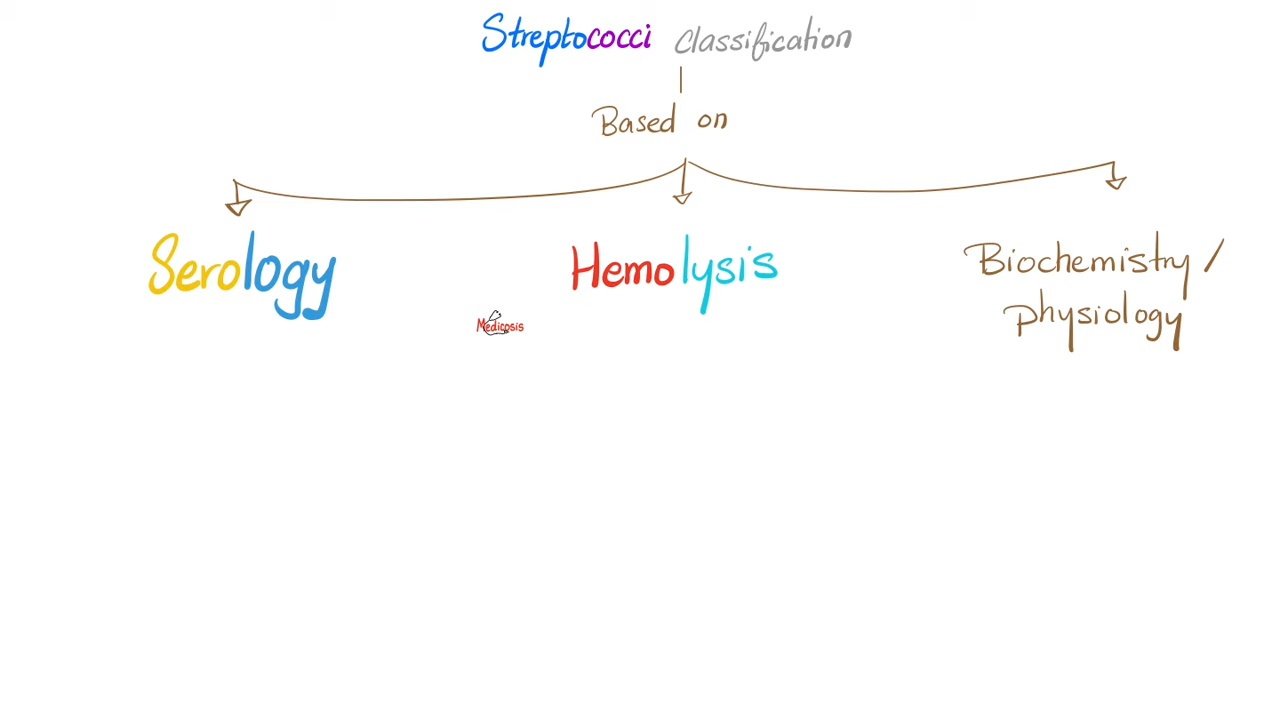 Streptococci classification
Based on
Serology
Hemolysis
Biochemistry /
physiology
Medicosis